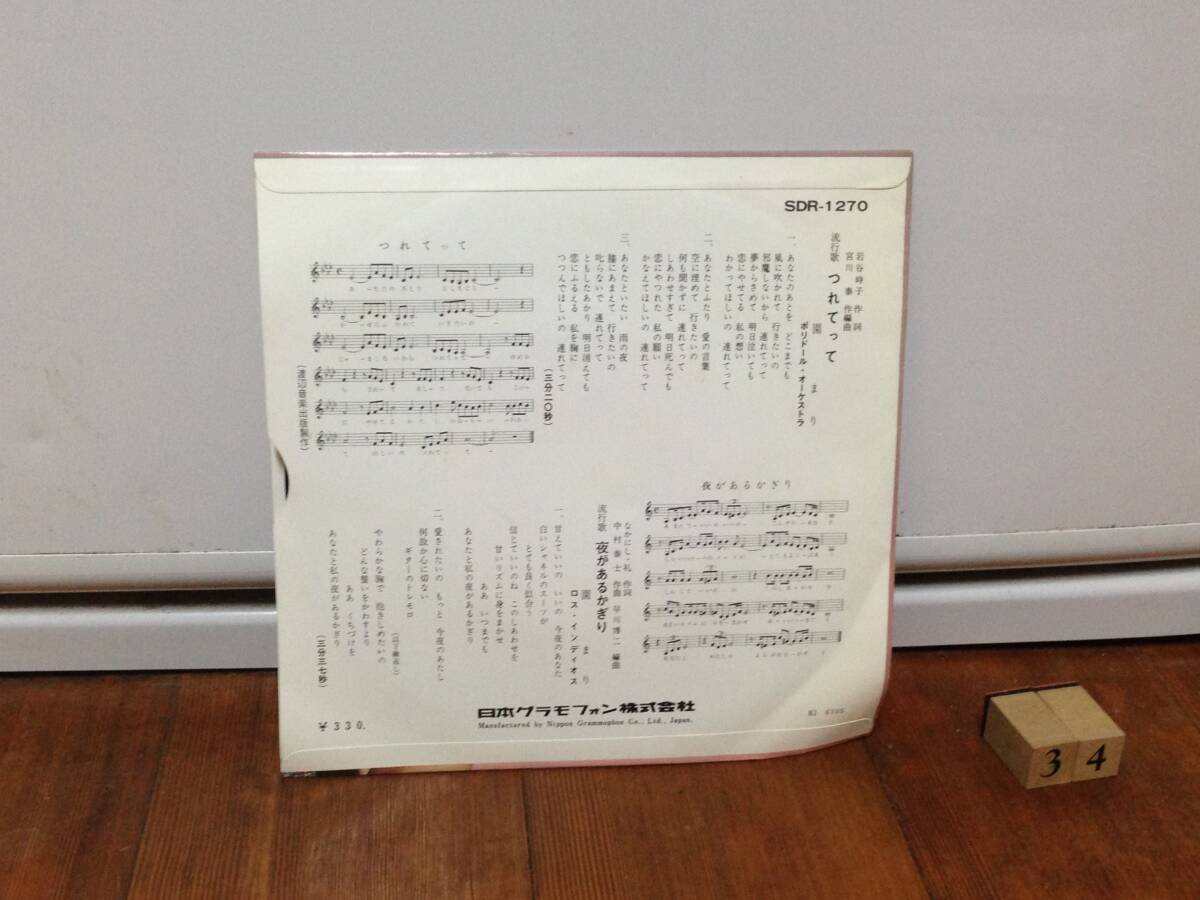 SDR-1270
岩谷時子 作詞
宮川 泰 作編曲
流行歌 つれてって
園 まり
ポリドール・オーケストラ
一、あなたのあとを、どこまでも
風に吹かれて 行きたいの
邪魔しないから 連れてって
夢からさめて 明日泣いても
恋にやせてる 私の想い
わかってほしいの 連れてって
二、あなたとふたり 愛の言葉
空に埋めて 行きたいの
何も聞かずに 連れてって
しあわせすぎて 明日死んでも
恋にやつれた 私の願い
かなえてほしいの 連れてって
三、あなたといたい 雨の夜
膝にあまえて 行きたいの
叱らないで 連れてって
ともしたあかり 明日消えても
恋にふるえる 私を胸に
つつんでほしいの 連れてって
(三分二〇秒)
つれてって
(渡辺音楽出版製作)
夜があるかぎり
なかにし・礼 作詞
中村泰士 作曲 早川博二 編曲
流行歌 夜があるかぎり
園 まり
ロス・インディオス
一、甘えていいの いいの 今夜のあなた
白いシャネルのスーツが
とても良く似合う
信じていいのね このしあわせを
甘いリズムに身をまかせ
ああ いつまでも
あなたと私の夜があるかぎり
二、愛されたいの もっと 今夜のあたし
何故か心に切ない
ギターのトレモロ
(以下繰返し)
やわらかな胸で 抱きしめたいの
どんな誓いをかわすより
ああ くちづけを
あなたと私の夜があるかぎり
(三分三七秒)
¥330.
日本グラモフォン株式会社
Manufactured by Nippon Grammophon Co., Ltd., Japan.
34